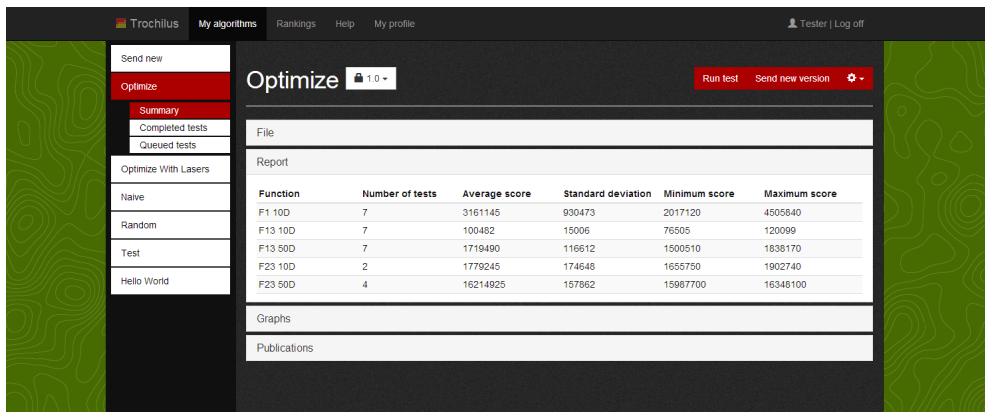 Trochilus My algorithms Rankings Help My profile Tester | Log off
Send new
Optimize
Summary
Completed tests
Queued tests
Optimize With Lasers
Naive
Random
Test
Hello World
Optimize 1.0
Run test Send new version
File
Report
Function Number of tests Average score Standard deviation Minimum score Maximum score
F1 10D 7 3161145 930473 2017120 4505840
F13 10D 7 100482 15006 76505 120099
F13 50D 7 1719490 116612 1500510 1838170
F23 10D 2 1779245 174648 1655750 1902740
F23 50D 4 16214925 157862 15987700 16348100
Graphs
Publications